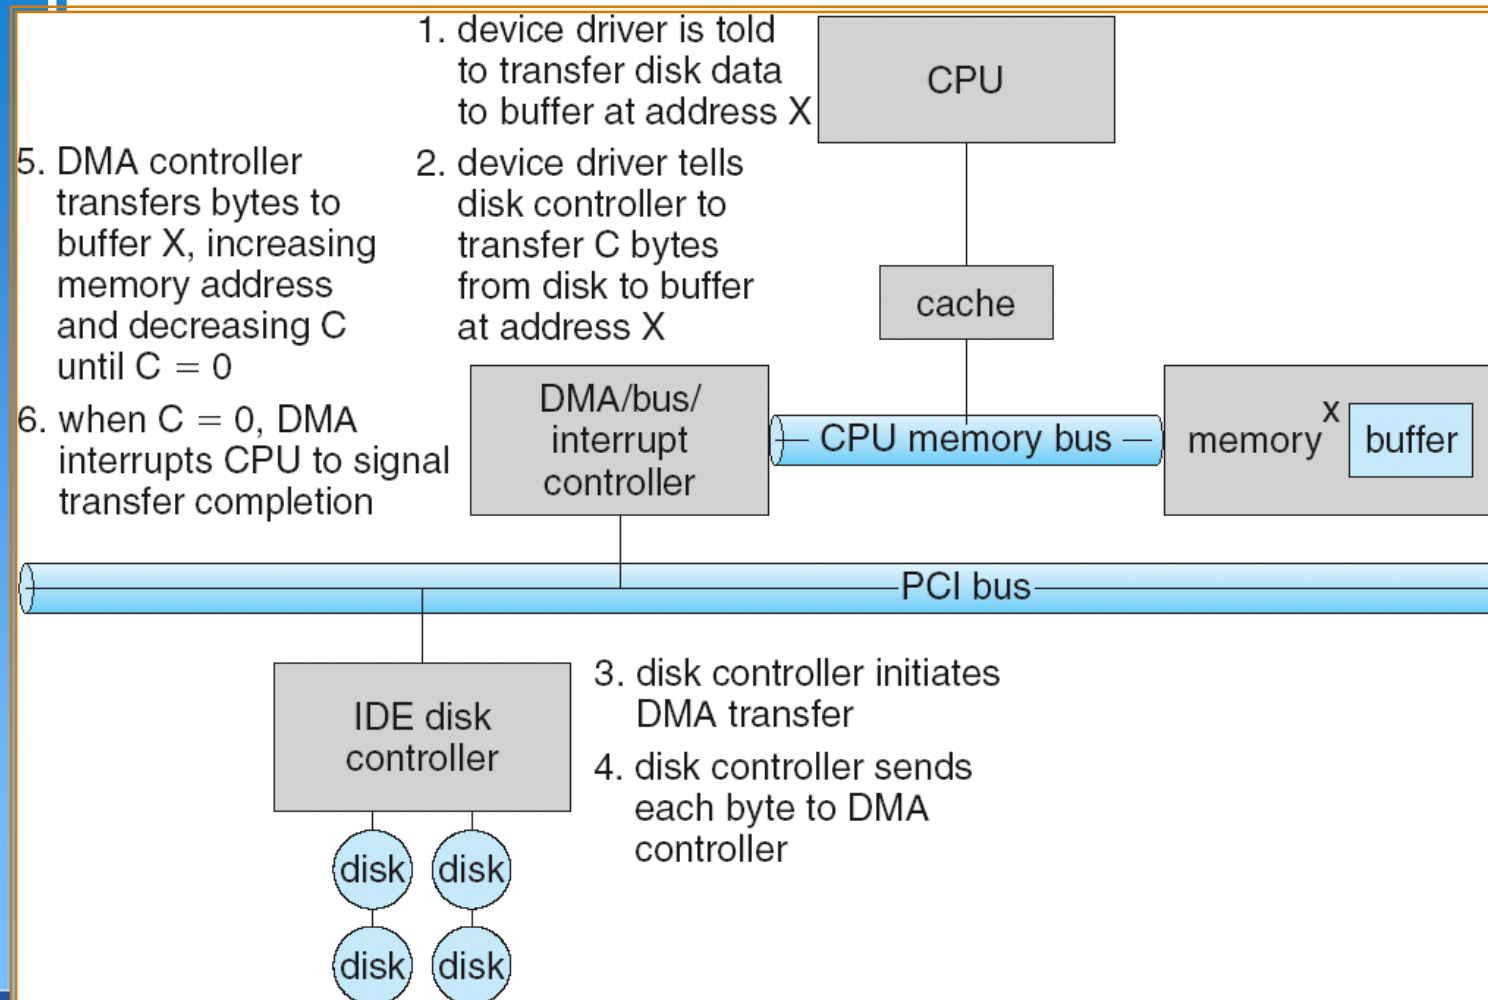 1. device driver is told
to transfer disk data
to buffer at address X
CPU
5. DMA controller
transfers bytes to
buffer X, increasing
memory address
and decreasing C
until C = 0
2. device driver tells
disk controller to
transfer C bytes
from disk to buffer
at address X
cache
6. when C = 0, DMA
interrupts CPU to signal
transfer completion
DMA/bus/
interrupt
controller
CPU memory bus
memory
x
buffer
PCI bus
IDE disk
controller
3. disk controller initiates
DMA transfer
4. disk controller sends
each byte to DMA
controller
disk
disk
disk
disk